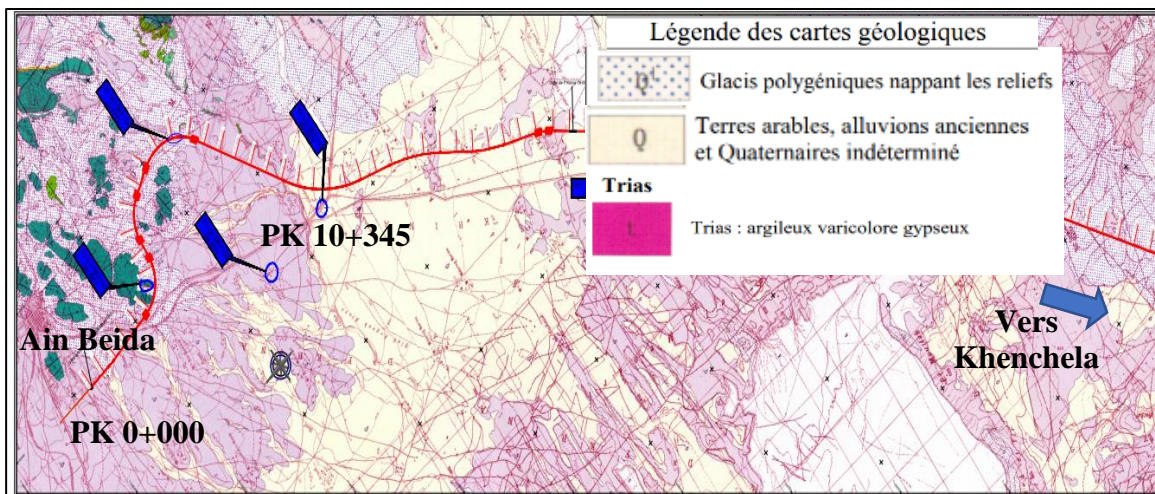 Légende des cartes géologiques
Qᵗ
Glacis polygéniques nappant les reliefs
Q
Terres arables, alluvions anciennes
et Quaternaires indéterminé
Trias
t
Trias : argileux varicolore gypseux
PK 10+345
Ain Beida
PK 0+000
Vers
Khenchela